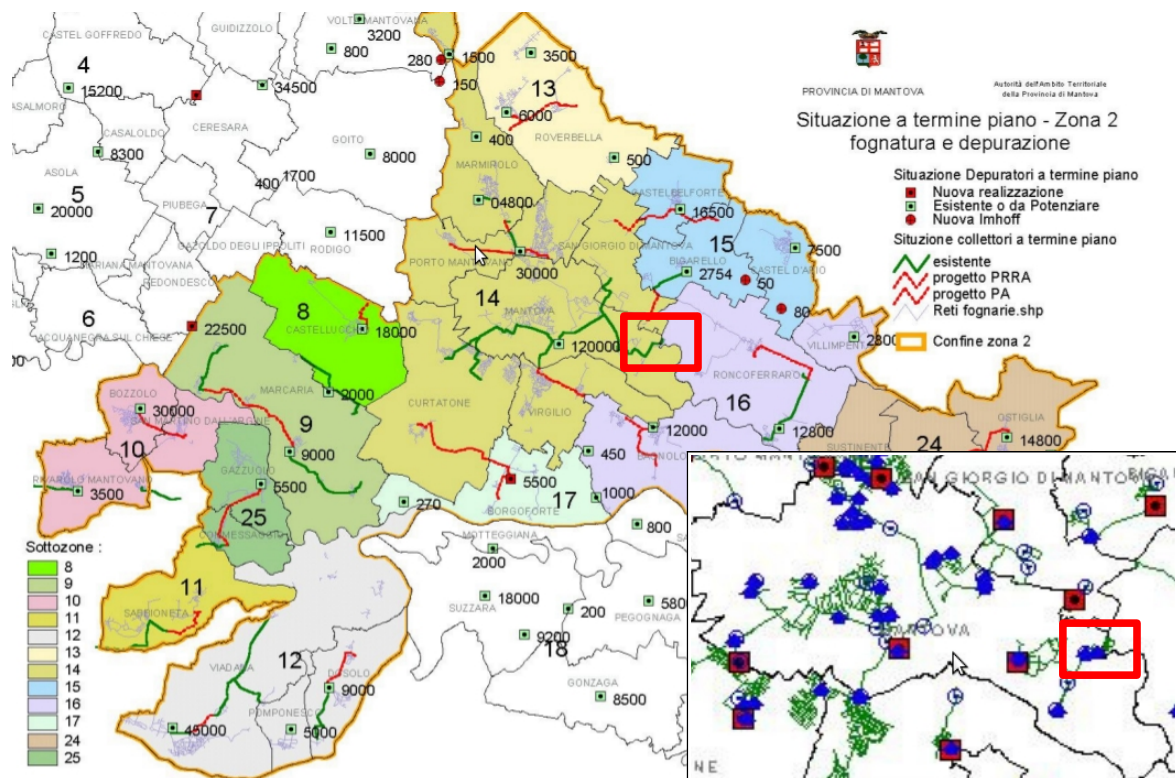 PROVINCIA DI MANTOVA
Autorità dell'Ambito Territoriale
della Provincia di Mantova
Situazione a termine piano - Zona 2
fognatura e depurazione
Situazione Depuratori a termine piano
Nuova realizzazione
Esistente o da Potenziare
Nuova Imhoff
Situzione collettori a termine piano
esistente
progetto PRRA
progetto PA
Reti fognarie.shp
Confine zona 2
CASTEL GOFFREDO
GUIDIZZOLO
VOLTA MANTOVANA
3200
800
280
1500
150
3500
4
15200
34500
13
6000
CASALMORO
CASALOLDO
CERESARA
GOITO
ROVERBELLA
8300
8000
400
500
ASOLA
MARMIROLO
5
20000
PIUBEGA
400
1700
7
04800
CASTELBELFORTE
16500
1200
CAZOLDO DEGLI IPPOLITI
RODIGO
11500
MARIANA MANTOVANA
REDONDESCO
PORTO MANTOVANO
30000
SAN GIORGIO DI MANTOVA
15
7500
BIGARELLO
2754
CASTEL D'ARIO
50
80
6
ACQUANEGRA SUL CHIESE
22500
8
CASTELLUCCHIO
18000
14
MANTOVA
120000
VILLIMPENTA
2800
RONCOFERRARO
16
MARCARIA
2000
CURTATONE
VIRGILIO
BOZZOLO
30000
SAN MARTINO DALL'ARGINE
9
9000
12000
12800
SUSTINENTE
24
OSTIGLIA
14800
10
RIVAROLO MANTOVANO
3500
GAZZUOLO
5500
450
BAGNOLO
270
5500
17
1000
BORGOFORTE
25
COMMESSAGGIO
800
MOTTEGGIANA
2000
11
SABBIONETA
SUZZARA
18000
200
PEGOGNAGA
580
9200
18
GONZAGA
8500
VIADANA
12
DOSOLO
9000
POMPONESCO
45000
5000
Sottozone :
8
9
10
11
12
13
14
15
16
17
24
25
SAN GIORGIO DI MANTOV
BIGA
MANTOVA
NE